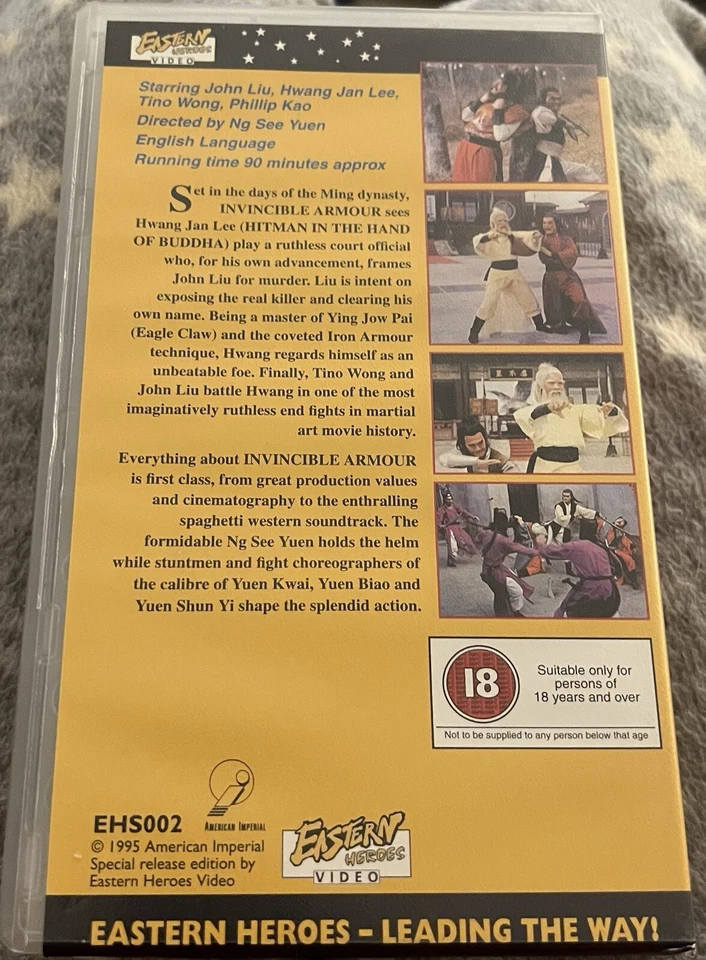 EASTERN
HEROES
VIDEO
Starring John Liu, Hwang Jan Lee,
Tino Wong, Phillip Kao
Directed by Ng See Yuen
English Language
Running time 90 minutes approx
Set in the days of the Ming dynasty,
INVINCIBLE ARMOUR sees
Hwang Jan Lee (HITMAN IN THE HAND
OF BUDDHA) play a ruthless court official
who, for his own advancement, frames
John Liu for murder. Liu is intent on
exposing the real killer and clearing his
own name. Being a master of Ying Jow Pai
(Eagle Claw) and the coveted Iron Armour
technique, Hwang regards himself as an
unbeatable foe. Finally, Tino Wong and
John Liu battle Hwang in one of the most
imaginatively ruthless end fights in martial
art movie history.
Everything about INVINCIBLE ARMOUR
is first class, from great production values
and cinematography to the enthralling
spaghetti western soundtrack. The
formidable Ng See Yuen holds the helm
while stuntmen and fight choreographers of
the calibre of Yuen Kwai, Yuen Biao and
Yuen Shun Yi shape the splendid action.
18
Suitable only for
persons of
18 years and over
Not to be supplied to any person below that age
EHS002
AMERICAN IMPERIAL
© 1995 American Imperial
Special release edition by
Eastern Heroes Video
EASTERN
HEROES
VIDEO
EASTERN HEROES – LEADING THE WAY!